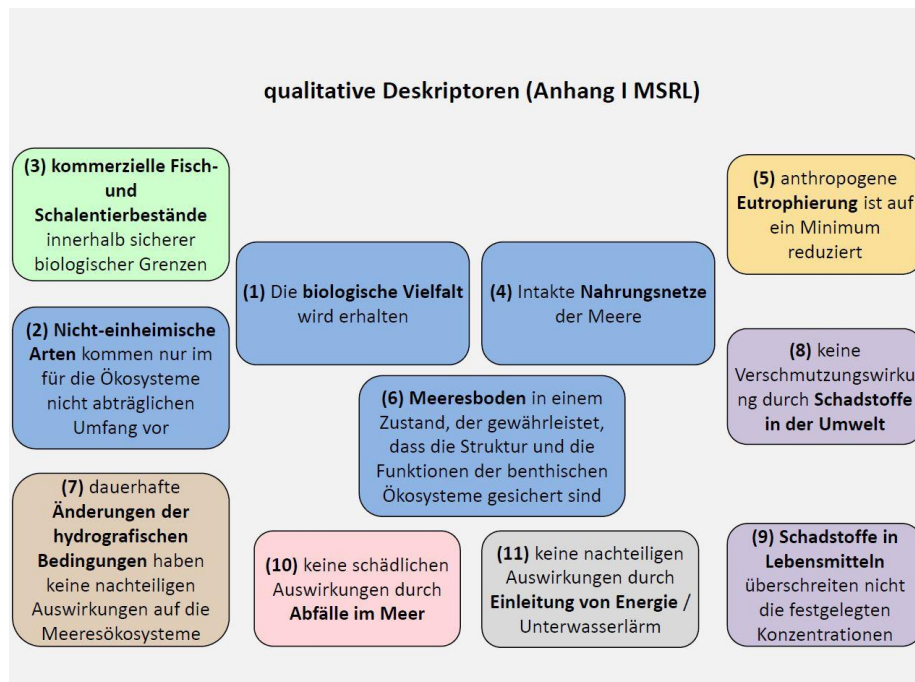 qualitative Deskriptoren (Anhang I MSRL)
(3) kommerzielle Fisch-
und
Schalentierbestände
innerhalb sicherer
biologischer Grenzen
(5) anthropogene
Eutrophierung ist auf
ein Minimum
reduziert
(1) Die biologische Vielfalt
wird erhalten
(4) Intakte Nahrungsnetze
der Meere
(2) Nicht-einheimische
Arten kommen nur im
für die Ökosysteme
nicht abträglichen
Umfang vor
(8) keine
Verschmutzungswirku
ng durch Schadstoffe
in der Umwelt
(6) Meeresboden in einem
Zustand, der gewährleistet,
dass die Struktur und die
Funktionen der benthischen
Ökosysteme gesichert sind
(7) dauerhafte
Änderungen der
hydrografischen
Bedingungen haben
keine nachteiligen
Auswirkungen auf die
Meeresökosysteme
(10) keine schädlichen
Auswirkungen durch
Abfälle im Meer
(11) keine nachteiligen
Auswirkungen durch
Einleitung von Energie /
Unterwasserlärm
(9) Schadstoffe in
Lebensmitteln
überschreiten nicht
die festgelegten
Konzentrationen